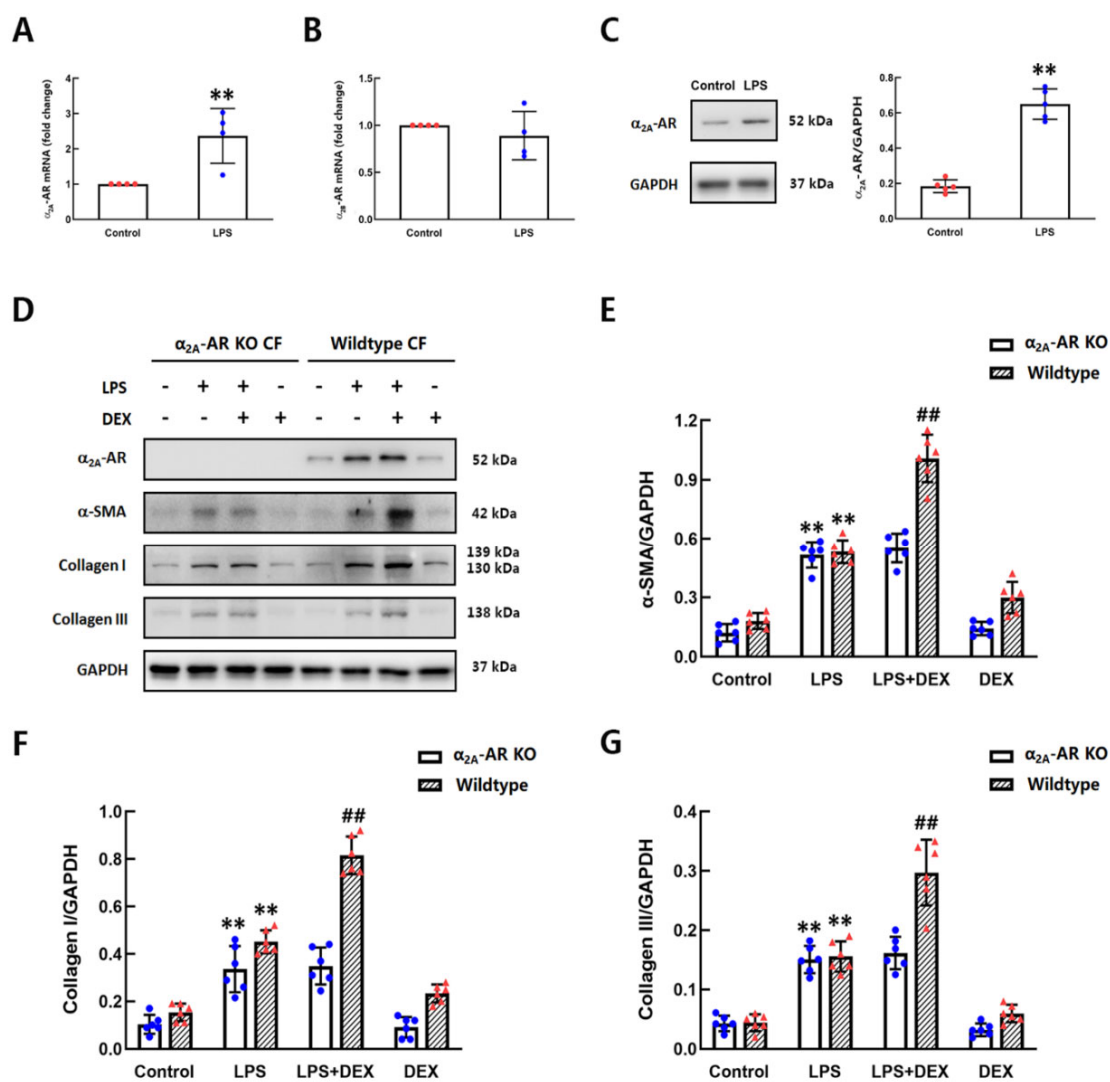 A
α2A-AR mRNA (fold change)
4
3
2
1
0
**
Control LPS
B
α2B-AR mRNA (fold change)
1.5
1.0
0.5
0.0
Control LPS
C
Control LPS
α2A-AR 52 kDa
GAPDH 37 kDa
α2A-AR/GAPDH
0.8
0.6
0.4
0.2
0.0
**
Control LPS
D
α2A-AR KO CF Wildtype CF
LPS - + + - - + + -
DEX - - + + - - + +
α2A-AR 52 kDa
α-SMA 42 kDa
Collagen I 139 kDa
130 kDa
Collagen III 138 kDa
GAPDH 37 kDa
E
α2A-AR KO
Wildtype
α-SMA/GAPDH
1.2
0.9
0.6
0.3
0.0
** ** ##
Control LPS LPS+DEX DEX
F
α2A-AR KO
Wildtype
Collagen I/GAPDH
1.0
0.8
0.6
0.4
0.2
0.0
** ** ##
Control LPS LPS+DEX DEX
G
α2A-AR KO
Wildtype
Collagen III/GAPDH
0.4
0.3
0.2
0.1
0.0
** ** ##
Control LPS LPS+DEX DEX